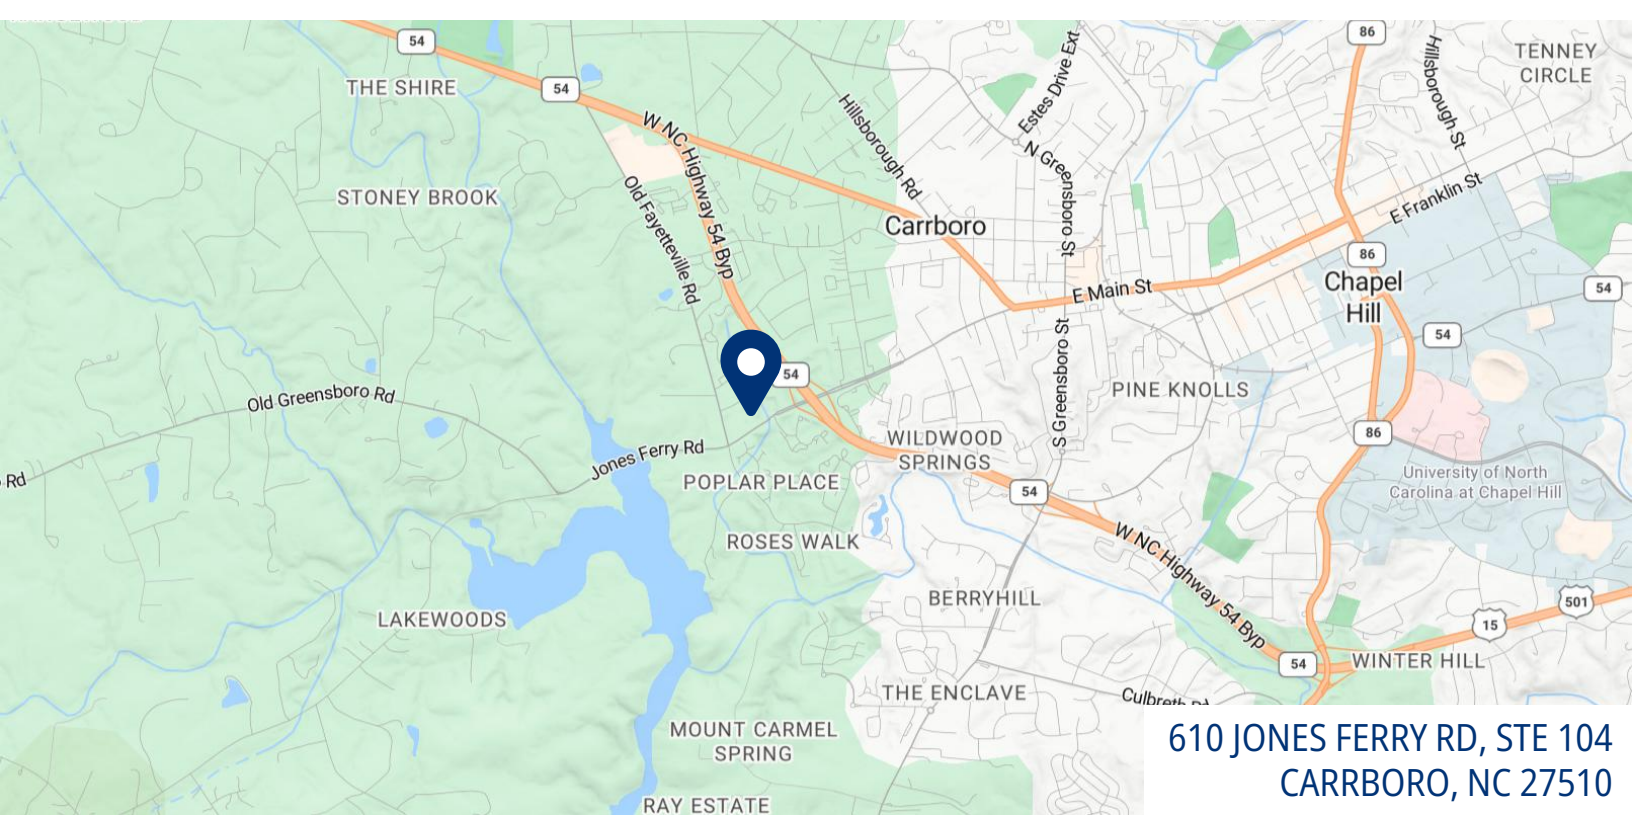 54
86
TENNEY
CIRCLE
THE SHIRE
54
Hillsborough St
Estes Drive Ext
W NC Highway 54 Byp
Hillsborough Rd
N Greensboro St
STONEY BROOK
Old Fayetteville Rd
E Franklin St
Carrboro
86
Chapel
Hill
54
E Main St
54
54
S Greensboro St
PINE KNOLLS
Old Greensboro Rd
86
WILDWOOD
SPRINGS
Jones Ferry Rd
Rd
POPLAR PLACE
54
University of North
Carolina at Chapel Hill
ROSES WALK
W NC Highway 54 Byp
BERRYHILL
501
15
LAKEWOODS
54
WINTER HILL
THE ENCLAVE
Culbreth Rd
MOUNT CARMEL
SPRING
RAY ESTATE
610 JONES FERRY RD, STE 104
CARRBORO, NC 27510